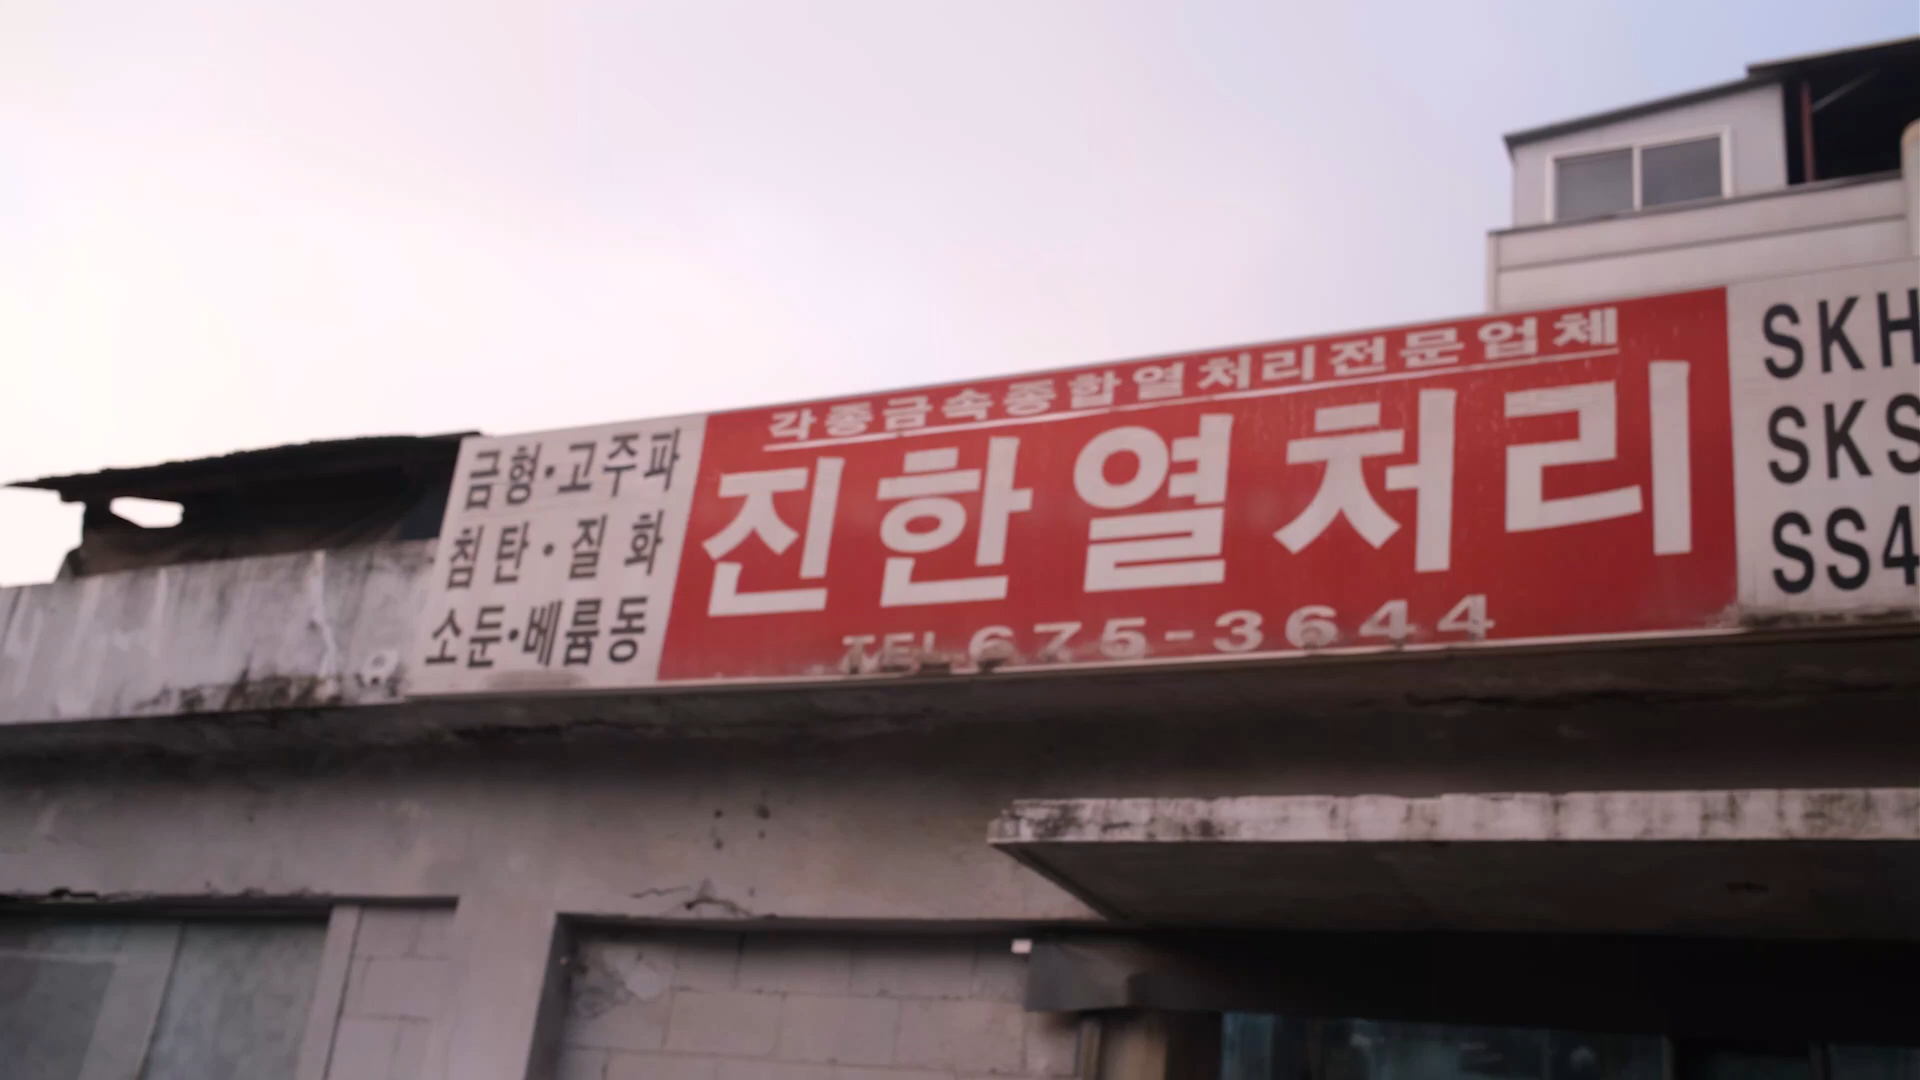 금형·고주파
침탄·질화
소둔·베륨동
각종금속종합열처리전문업체
진한열처리
TEL 675-3644
SKH
SKS
SS4